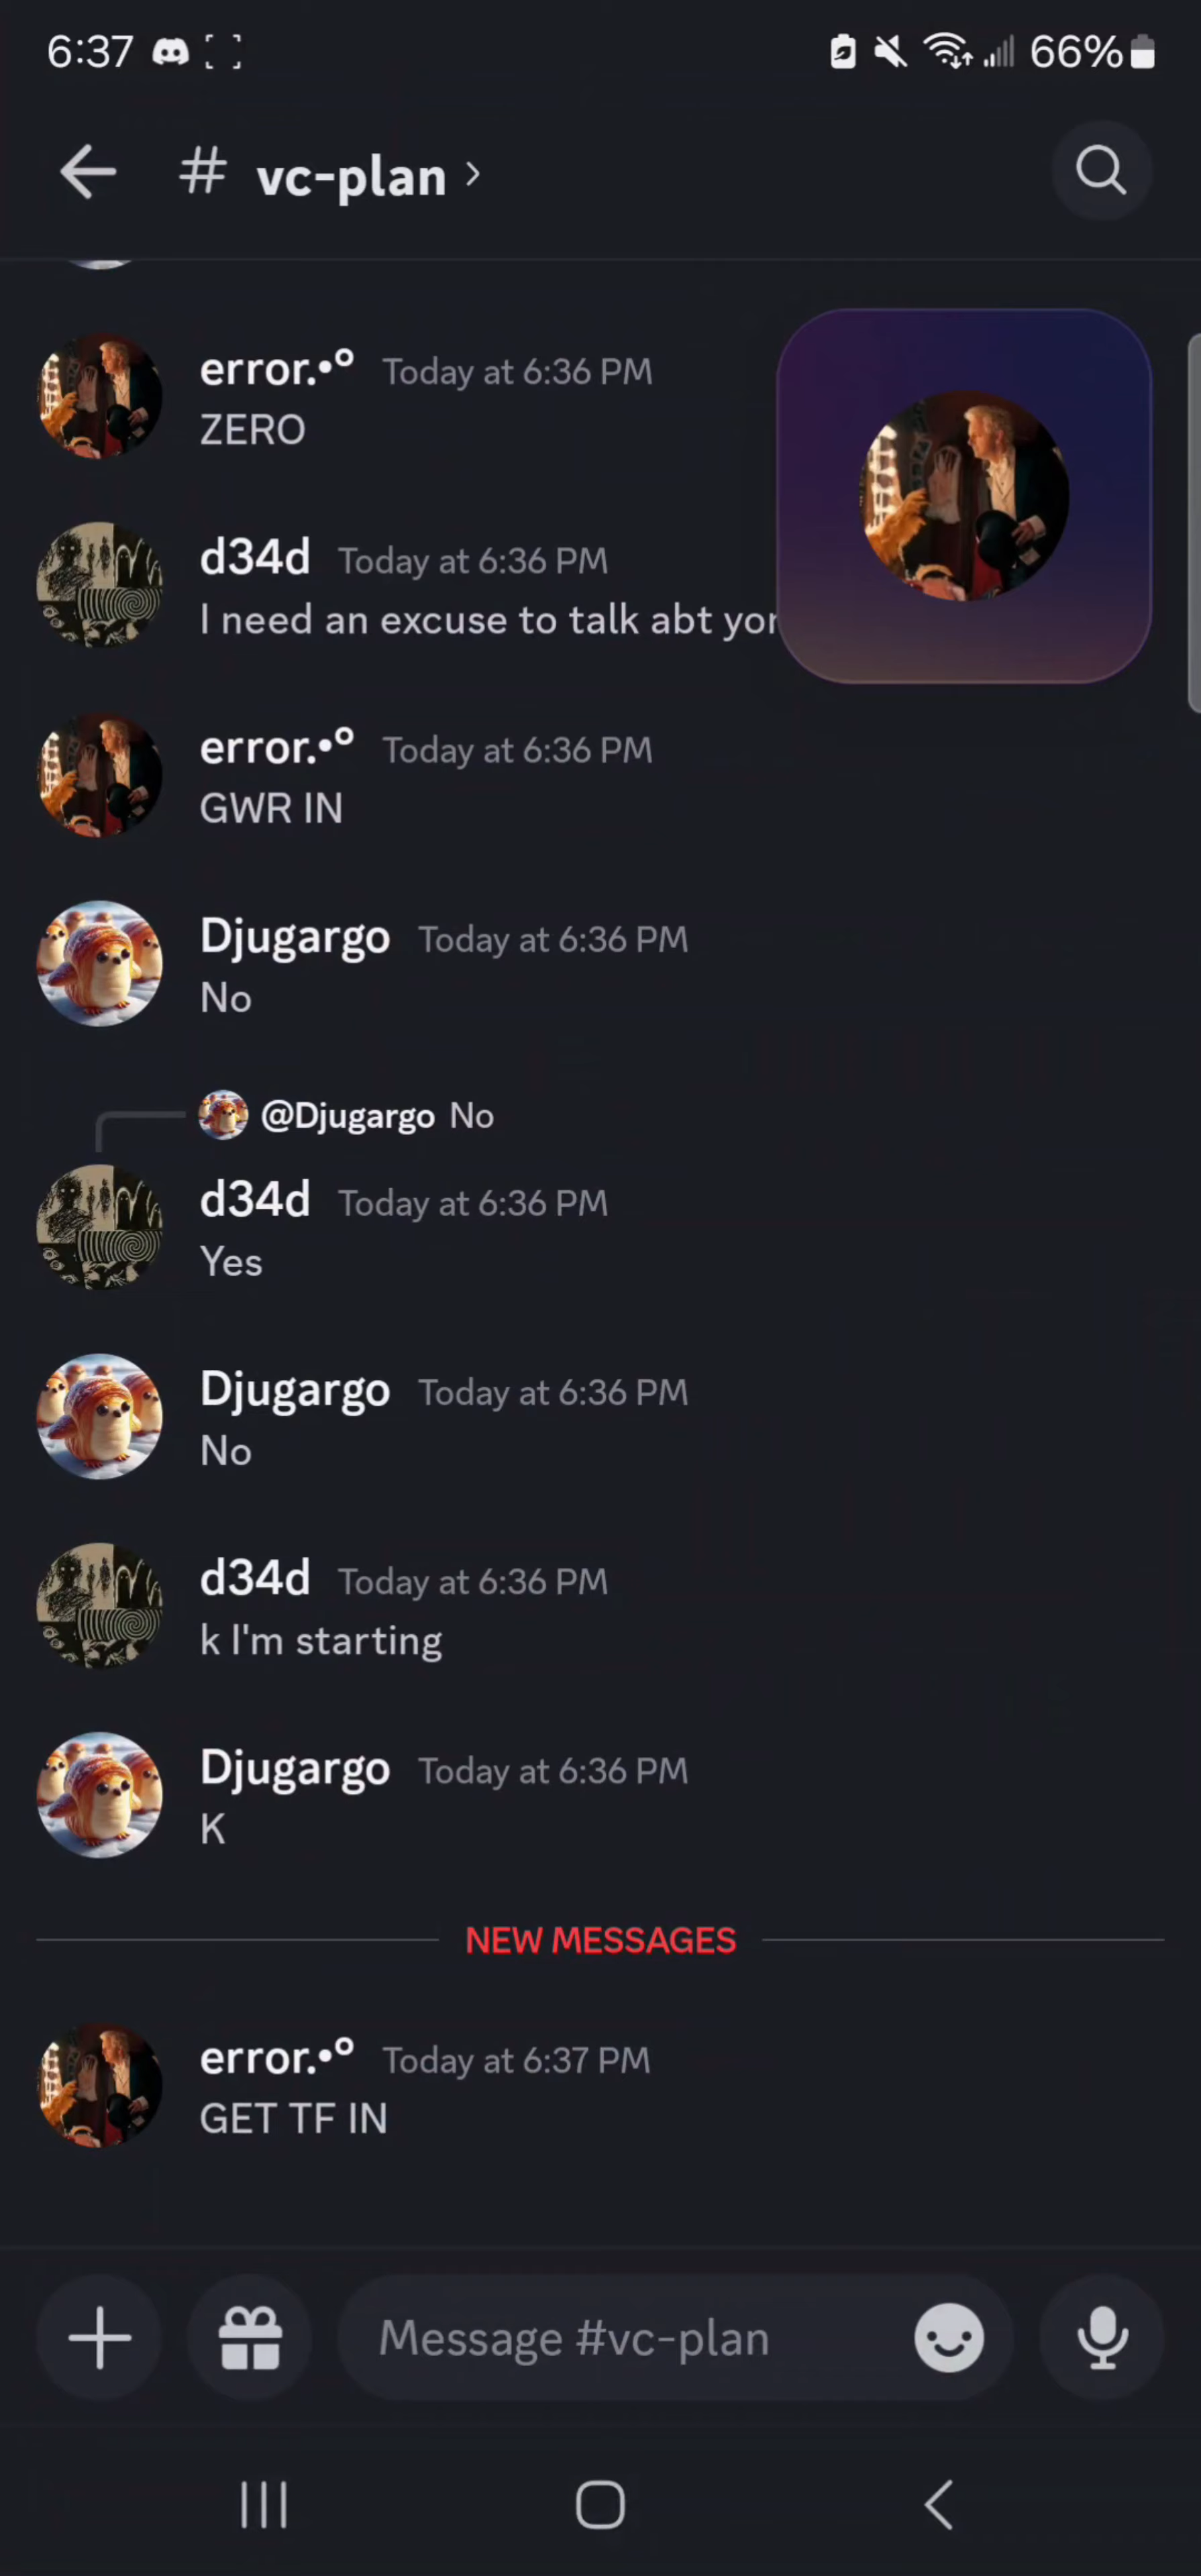 6:37 66%
# vc-plan >
error.•° Today at 6:36 PM
ZERO
d34d Today at 6:36 PM
I need an excuse to talk abt
error.•° Today at 6:36 PM
GWR IN
Djugargo Today at 6:36 PM
No
@Djugargo No
d34d Today at 6:36 PM
Yes
Djugargo Today at 6:36 PM
No
d34d Today at 6:36 PM
k I'm starting
Djugargo Today at 6:36 PM
K
NEW MESSAGES
error.•° Today at 6:37 PM
GET TF IN
Message #vc-plan